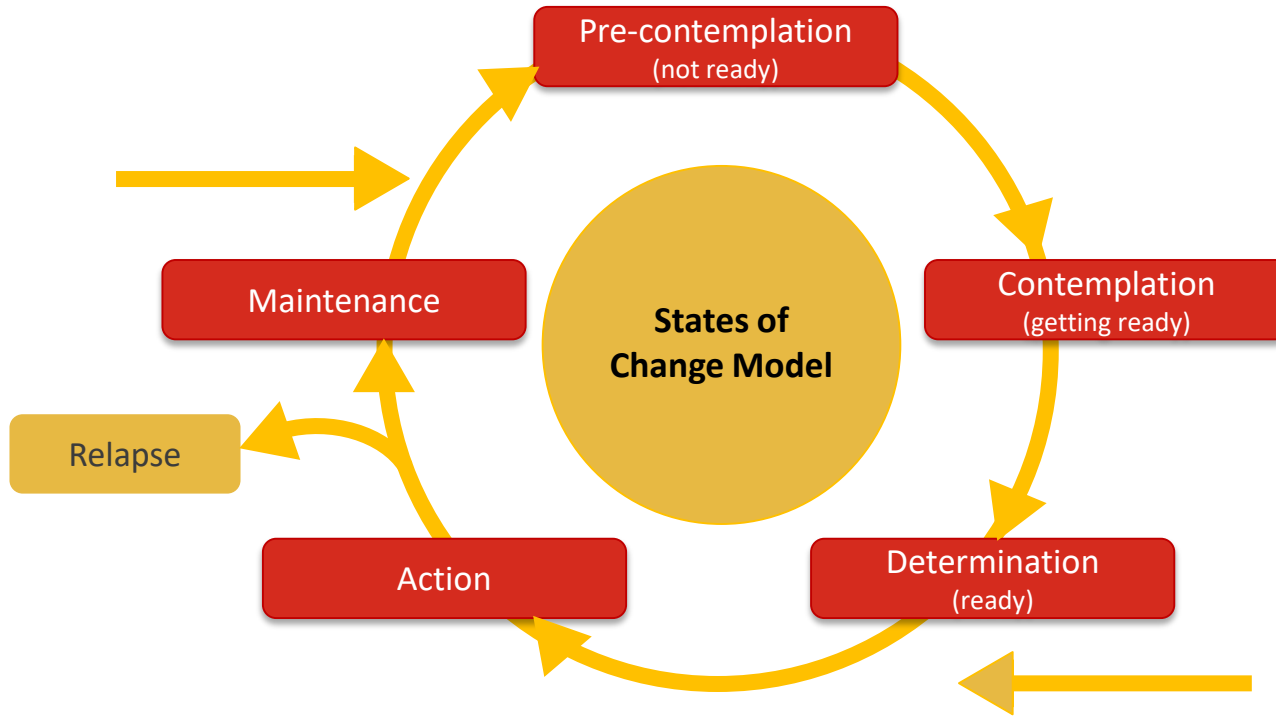 Pre-contemplation
(not ready)
Contemplation
(getting ready)
Determination
(ready)
Action
Relapse
Maintenance
States of
Change Model